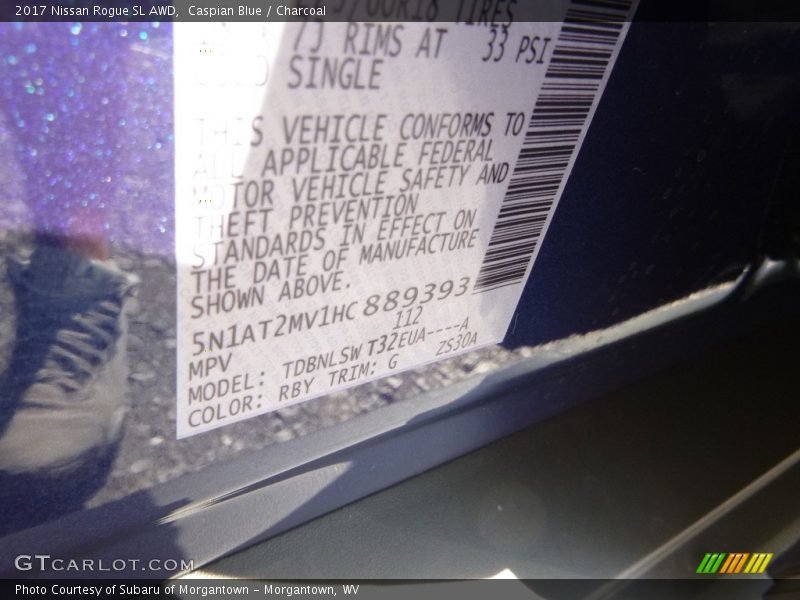 2017 Nissan Rogue SL AWD, Caspian Blue / Charcoal
TIRES
7J RIMS AT 33 PSI
SINGLE
THIS VEHICLE CONFORMS TO
ALL APPLICABLE FEDERAL
MOTOR VEHICLE SAFETY AND
THEFT PREVENTION
STANDARDS IN EFFECT ON
THE DATE OF MANUFACTURE
SHOWN ABOVE.
5N1AT2MV1HC889393
MPV 112
MODEL: TDBNLSWT32EUA----A
COLOR: RBY TRIM: G ZS30A
GTCARLOT.COM
Photo Courtesy of Subaru of Morgantown - Morgantown, WV